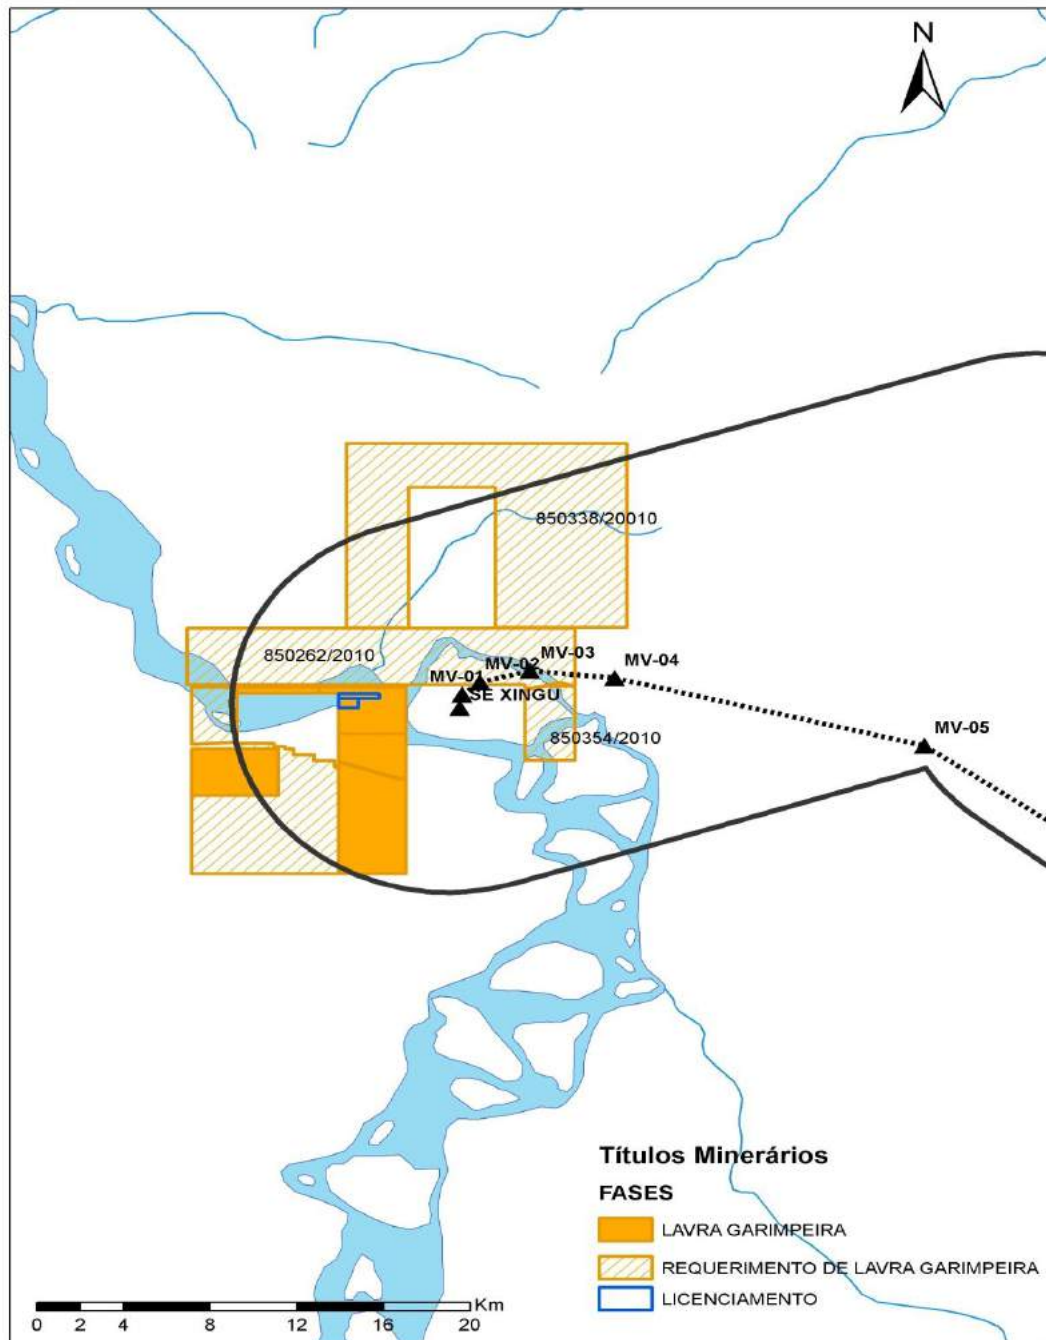 N
850338/20010
850262/2010
MV-01
MV-02
MV-03
MV-04
SE XINGU
850354/2010
MV-05
Títulos Minerários
FASES
LAVRA GARIMPEIRA
REQUERIMENTO DE LAVRA GARIMPEIRA
LICENCIAMENTO
Km
0 2 4 8 12 16 20